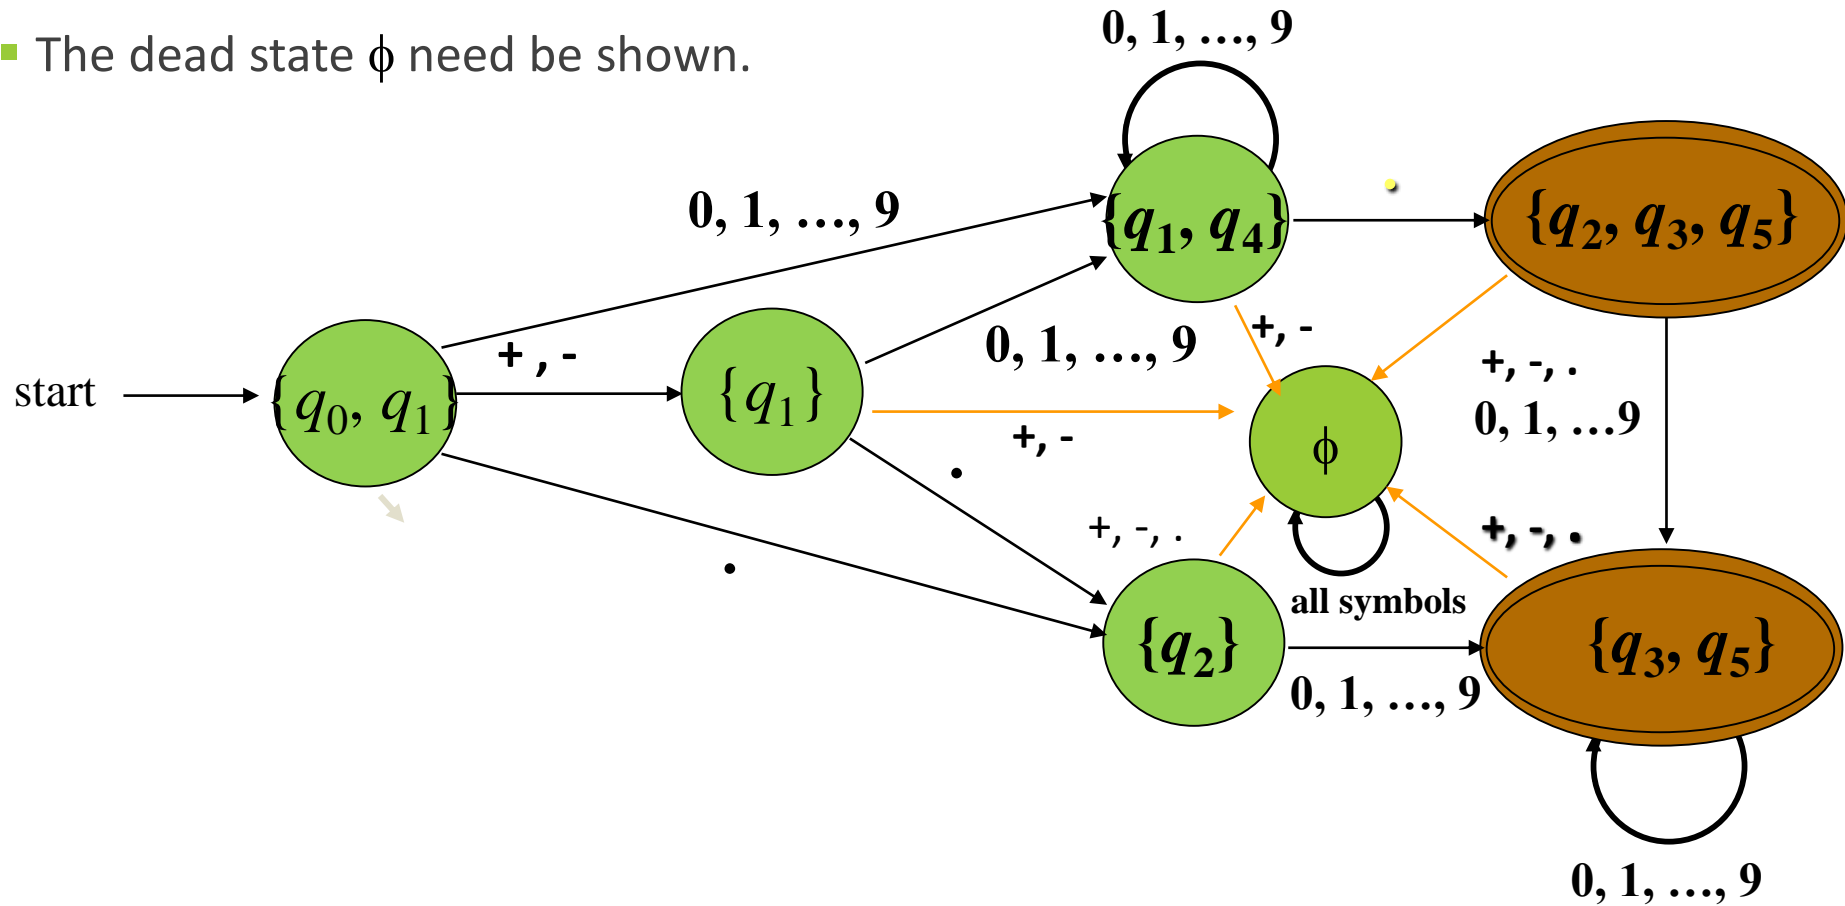 ▪ The dead state ϕ need be shown.
0, 1, …, 9
0, 1, …, 9
.
{q₁, q₄}
{q₂, q₃, q₅}
+ , -
0, 1, …, 9
+, -
start
{q₀, q₁}
{q₁}
+, -, .
0, 1, …9
+, -
ϕ
.
+, -, .
+, -, .
.
all symbols
{q₂}
{q₃, q₅}
0, 1, …, 9
0, 1, …, 9